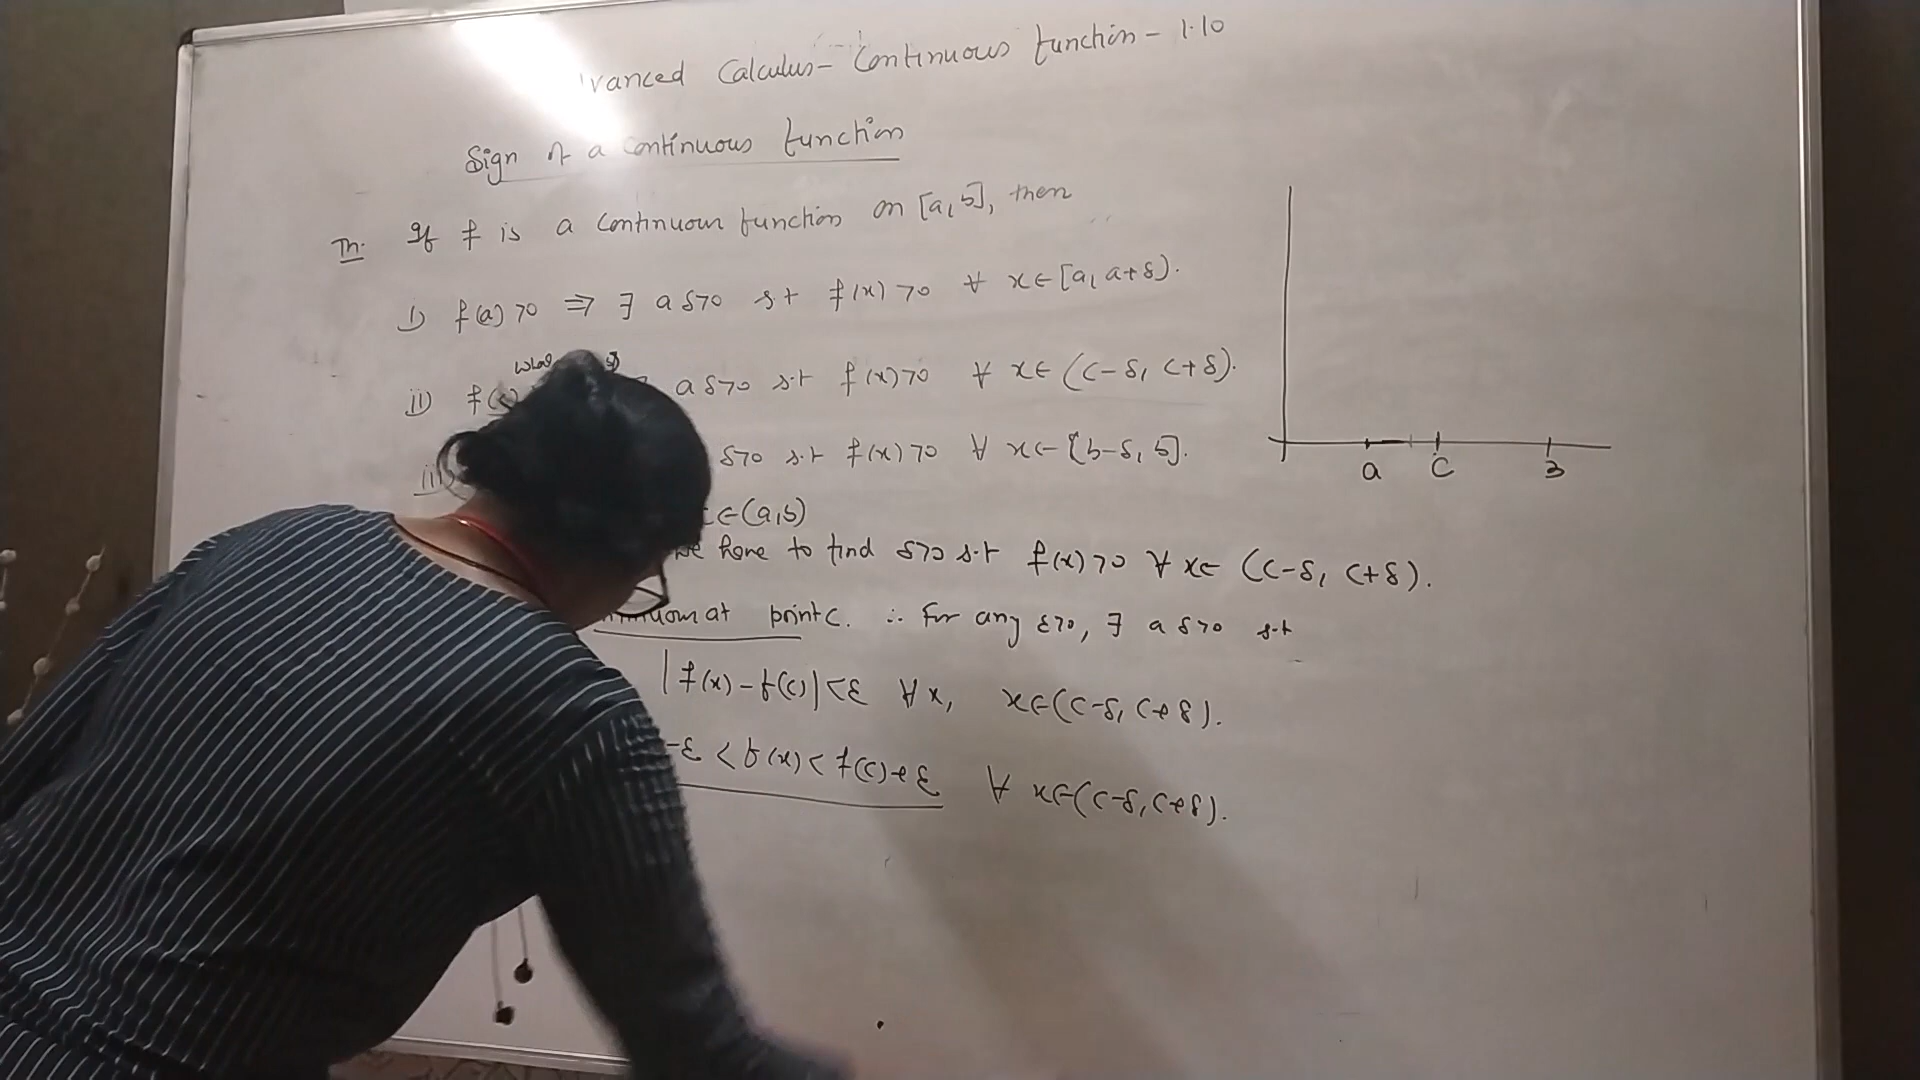 vanced Calculus - Continuous function - 1.10
Sign of a continuous function
Th. If f is a continuous function on [a, b], then
i) f(a) >0 ⇒ ∃ a δ>0 s.t f(x) >0 ∀ x∈[a, a+δ).
ii) f(c) a δ>0 s.t f(x) >0 ∀ x∈ (c-δ, c+δ).
iii) δ>0 s.t f(x) >0 ∀ x∈ [b-δ, b].
∈(a,b)
we have to find δ>0 s.t f(x) >0 ∀ x∈ (c-δ, c+δ).
at point c. ∴ For any ε>0, ∃ a δ>0 s.t
|f(x) - f(c)| <ε ∀ x, x∈(c-δ, c+δ).
-ε < f(x) < f(c)+ε ∀ x∈(c-δ, c+δ).
a c b